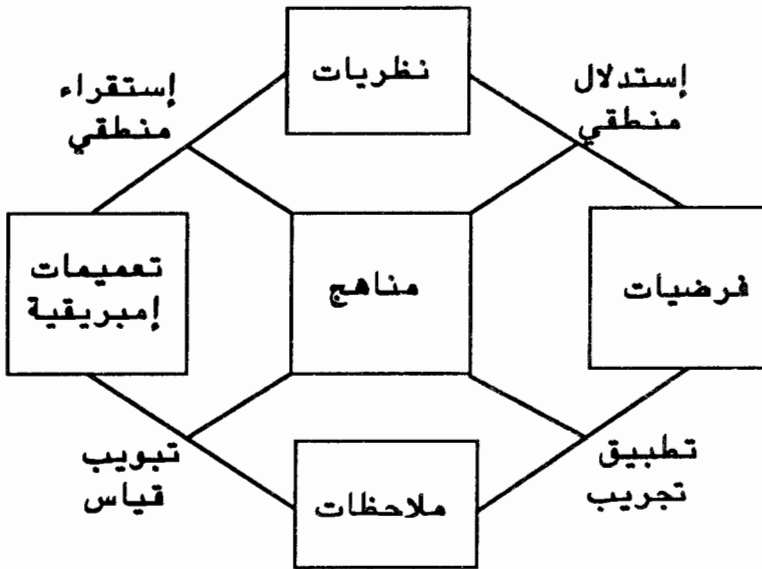 نظريات
إستدلال
منطقي
إستقراء
منطقي
فرضيات
مناهج
تعميمات
إمبريقية
تطبيق
تجريب
تبويب
قياس
ملاحظات